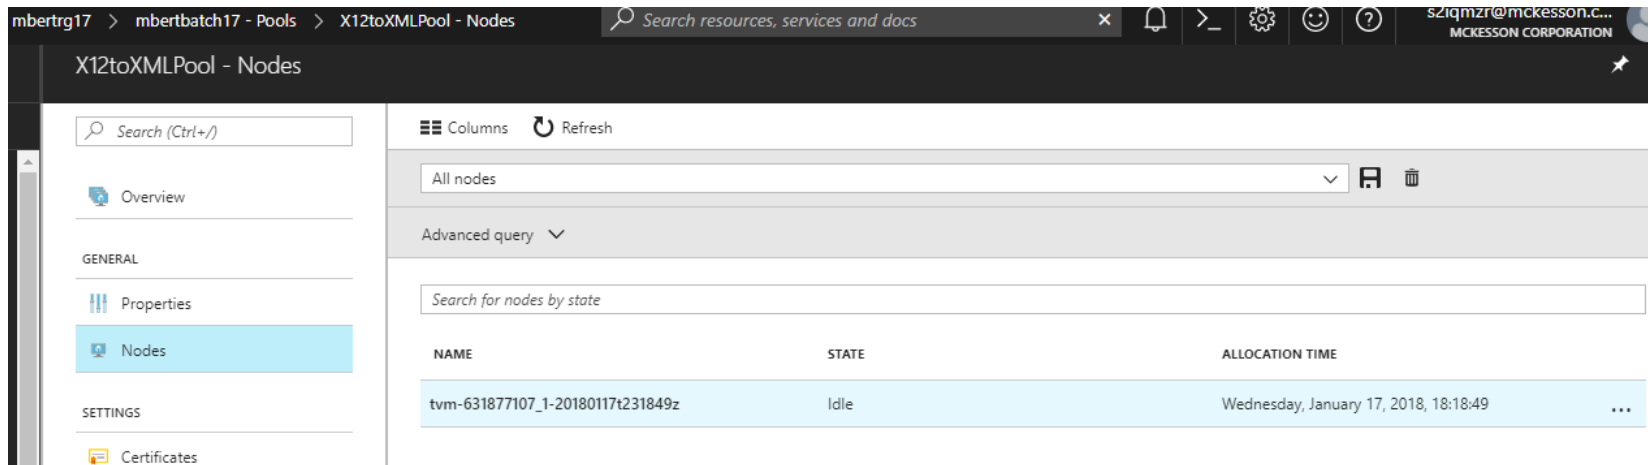 mbertrg17 > mbertbatch17 - Pools > X12toXMLPool - Nodes
Search resources, services and docs
s2iqmzr@mckesson.c...
MCKESSON CORPORATION
X12toXMLPool - Nodes
Search (Ctrl+/)
Columns Refresh
All nodes
Overview
Advanced query
GENERAL
Properties
Search for nodes by state
Nodes
NAME STATE ALLOCATION TIME
tvm-631877107_1-20180117t231849z Idle Wednesday, January 17, 2018, 18:18:49 ...
SETTINGS
Certificates